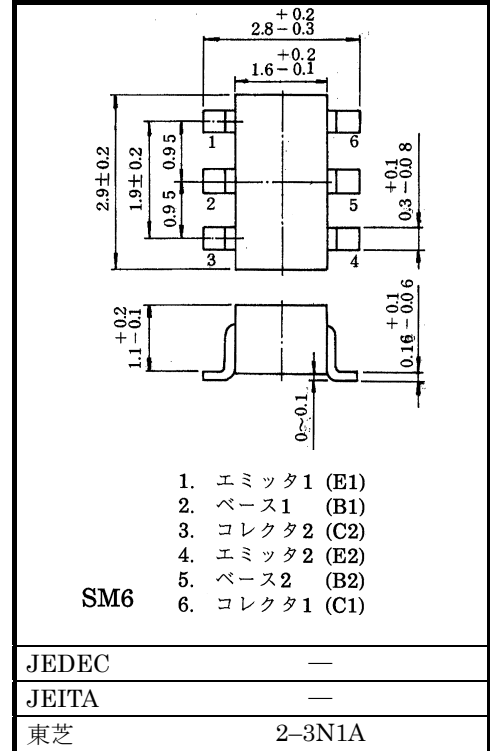 +0.2
2.8−0.3
+0.2
1.6−0.1
2.9±0.2
1.9±0.2
0.95
0.95
1
2
3
6
5
4
+0.1
0.3−0.08
+0.2
1.1−0.1
+0.1
0.16−0.06
0~0.1
1. エミッタ1 (E1)
2. ベース1 (B1)
3. コレクタ2 (C2)
4. エミッタ2 (E2)
5. ベース2 (B2)
6. コレクタ1 (C1)
SM6
JEDEC —
JEITA —
東芝 2–3N1A